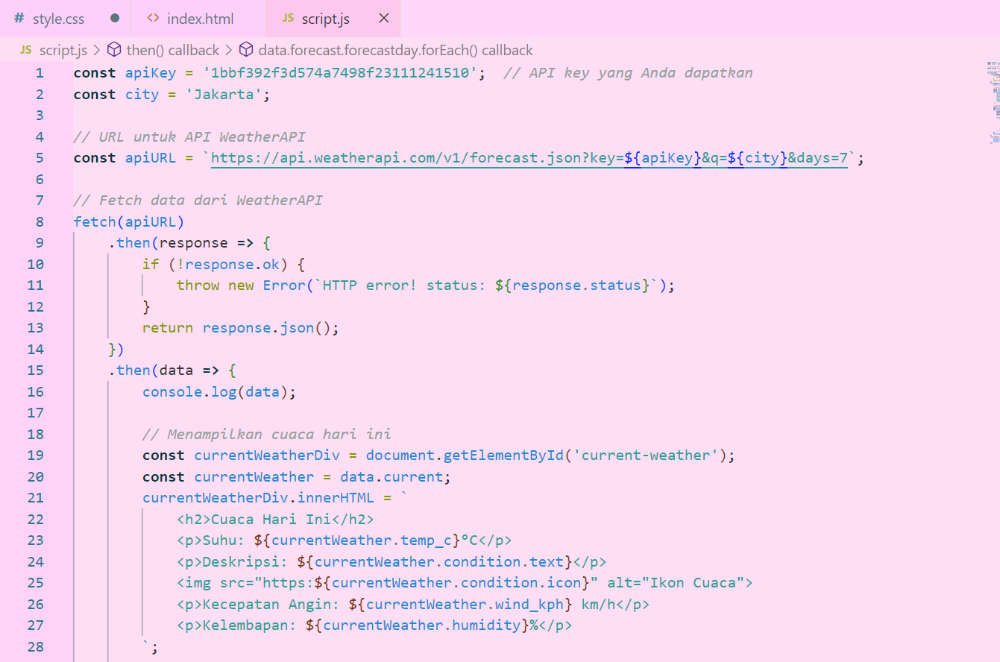 # style.css ● <> index.html JS script.js ×
JS script.js > then() callback > data.forecast.forecastday.forEach() callback
1 const apiKey = '1bbf392f3d574a7498f23111241510'; // API key yang Anda dapatkan
2 const city = 'Jakarta';
3
4 // URL untuk API WeatherAPI
5 const apiURL = `https://api.weatherapi.com/v1/forecast.json?key=${apiKey}&q=${city}&days=7`;
6
7 // Fetch data dari WeatherAPI
8 fetch(apiURL)
9     .then(response => {
10         if (!response.ok) {
11             throw new Error(`HTTP error! status: ${response.status}`);
12         }
13         return response.json();
14     })
15     .then(data => {
16         console.log(data);
17
18         // Menampilkan cuaca hari ini
19         const currentWeatherDiv = document.getElementById('current-weather');
20         const currentWeather = data.current;
21         currentWeatherDiv.innerHTML = `
22             <h2>Cuaca Hari Ini</h2>
23             <p>Suhu: ${currentWeather.temp_c}°C</p>
24             <p>Deskripsi: ${currentWeather.condition.text}</p>
25             <img src="https:${currentWeather.condition.icon}" alt="Ikon Cuaca">
26             <p>Kecepatan Angin: ${currentWeather.wind_kph} km/h</p>
27             <p>Kelembapan: ${currentWeather.humidity}%</p>
28         `;